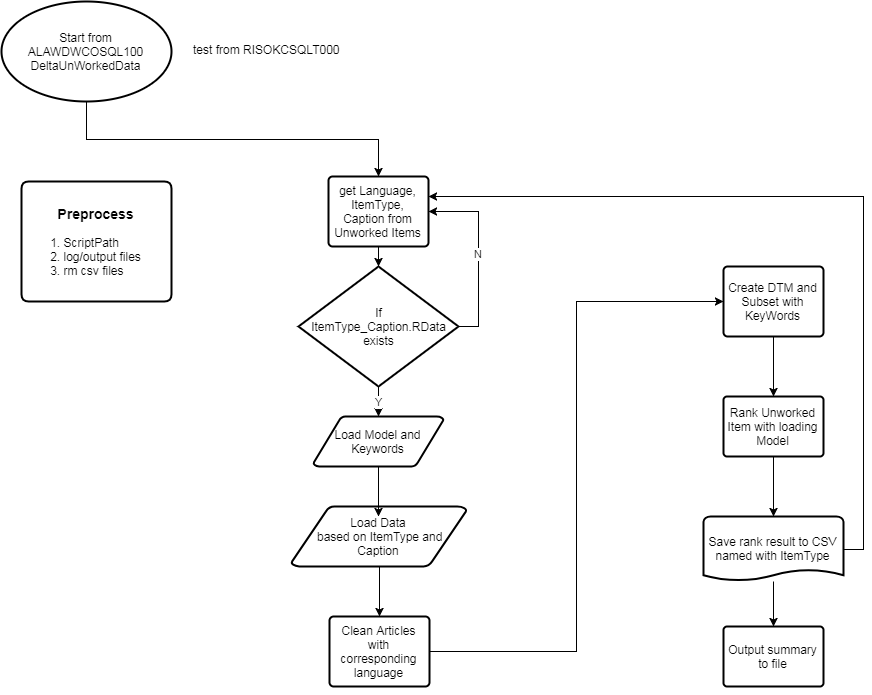 Start from
ALAWDWCOSQL100
DeltaUnWorkedData
test from RISOKCSQLT000
Preprocess
1. ScriptPath
2. log/output files
3. rm csv files
get Language,
ItemType,
Caption from
Unworked Items
N
If
ItemType_Caption.RData
exists
Y
Load Model and
Keywords
Load Data
based on ItemType and
Caption
Clean Articles
with
corresponding
language
Create DTM and
Subset with
KeyWords
Rank Unworked
Item with loading
Model
Save rank result to CSV
named with ItemType
Output summary
to file